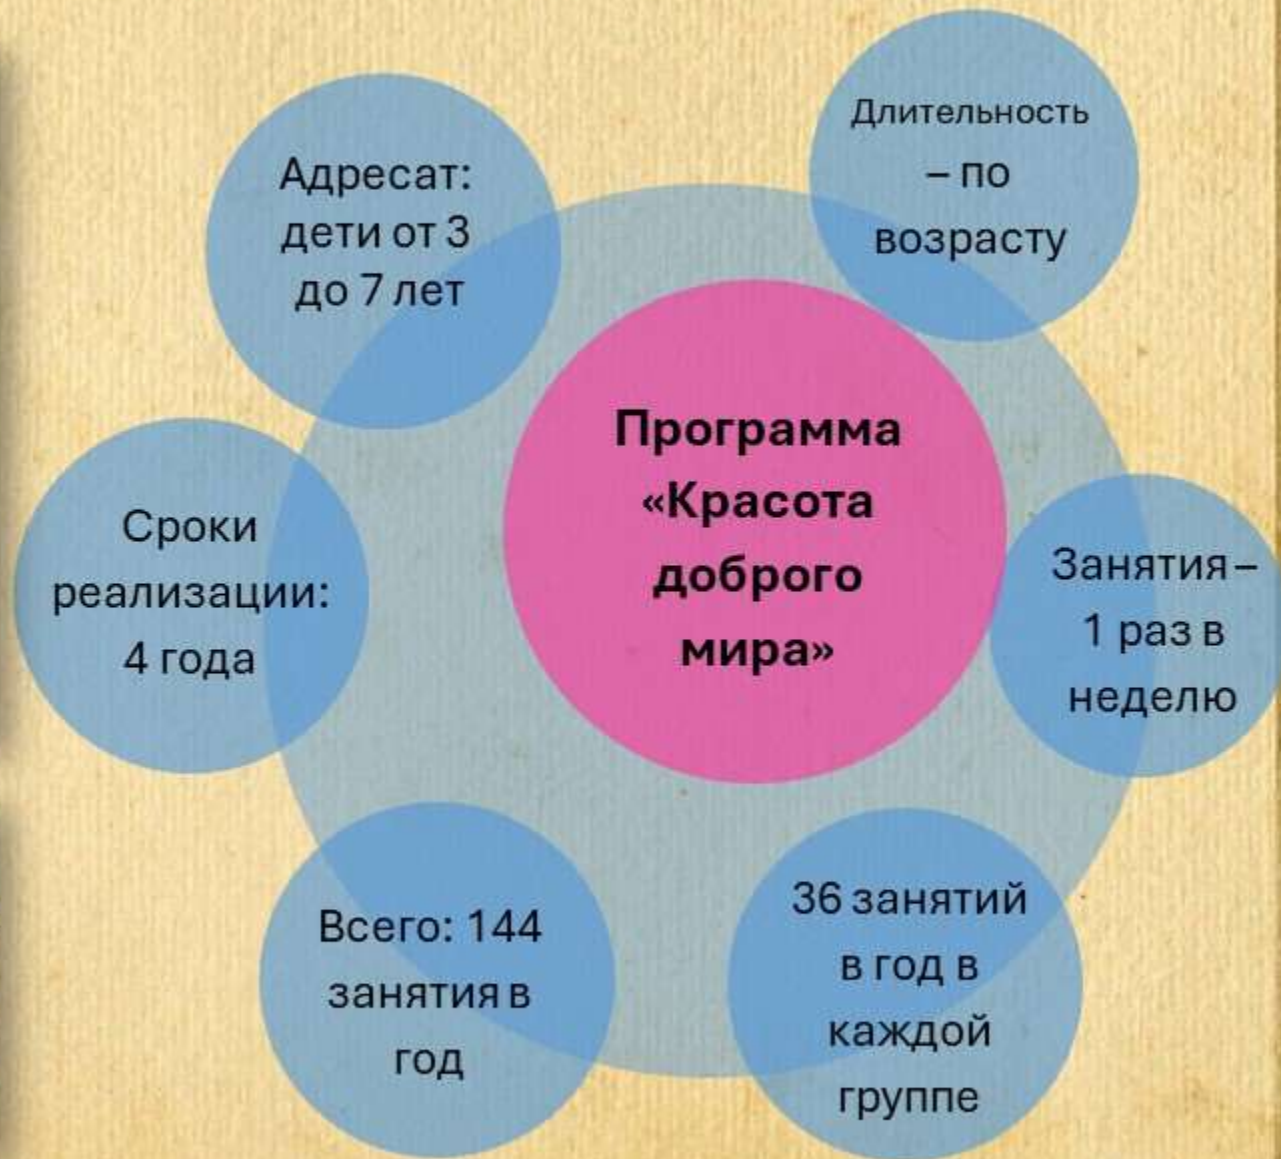 Адресат:
дети от 3
до 7 лет
Длительность
– по
возрасту
Программа
«Красота
доброго
мира»
Сроки
реализации:
4 года
Занятия –
1 раз в
неделю
Всего: 144
занятия в
год
36 занятий
в год в
каждой
группе